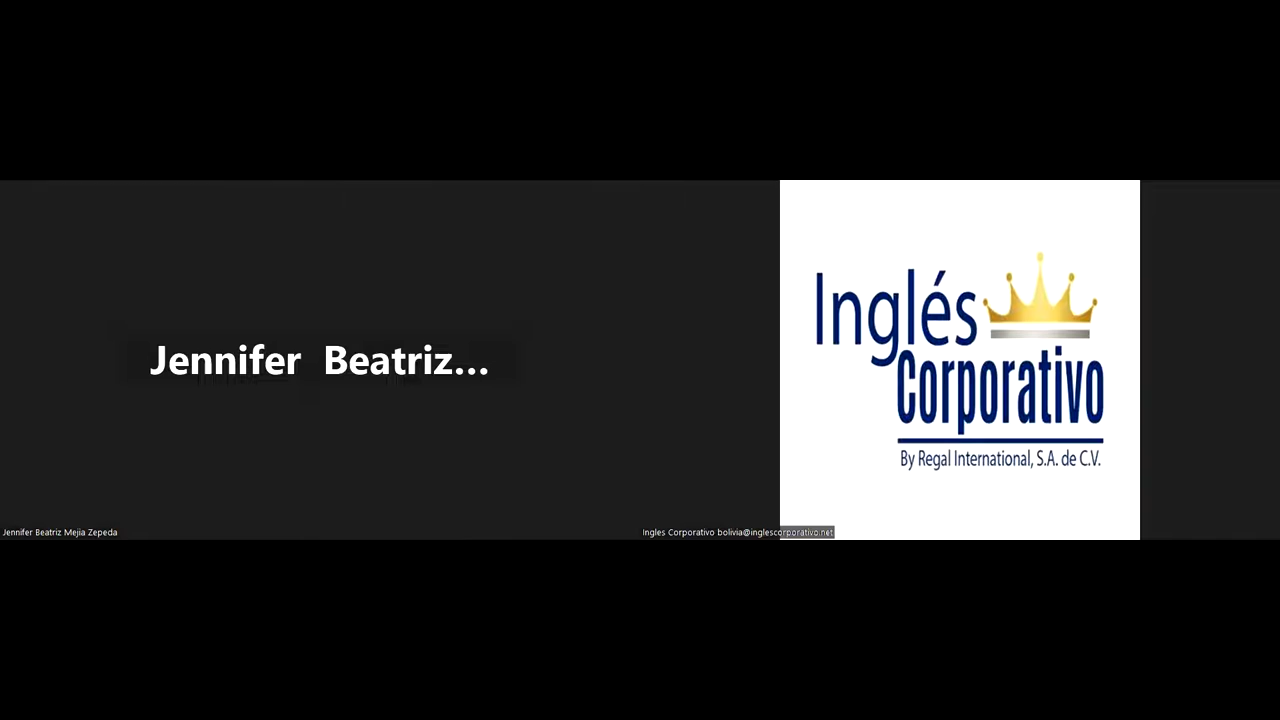 Jennifer Beatriz...
Inglés
Corporativo
By Regal International, S.A. de C.V.
Jennifer Beatriz Mejia Zepeda
Ingles Corporativo bolivia@inglescorporativo.net